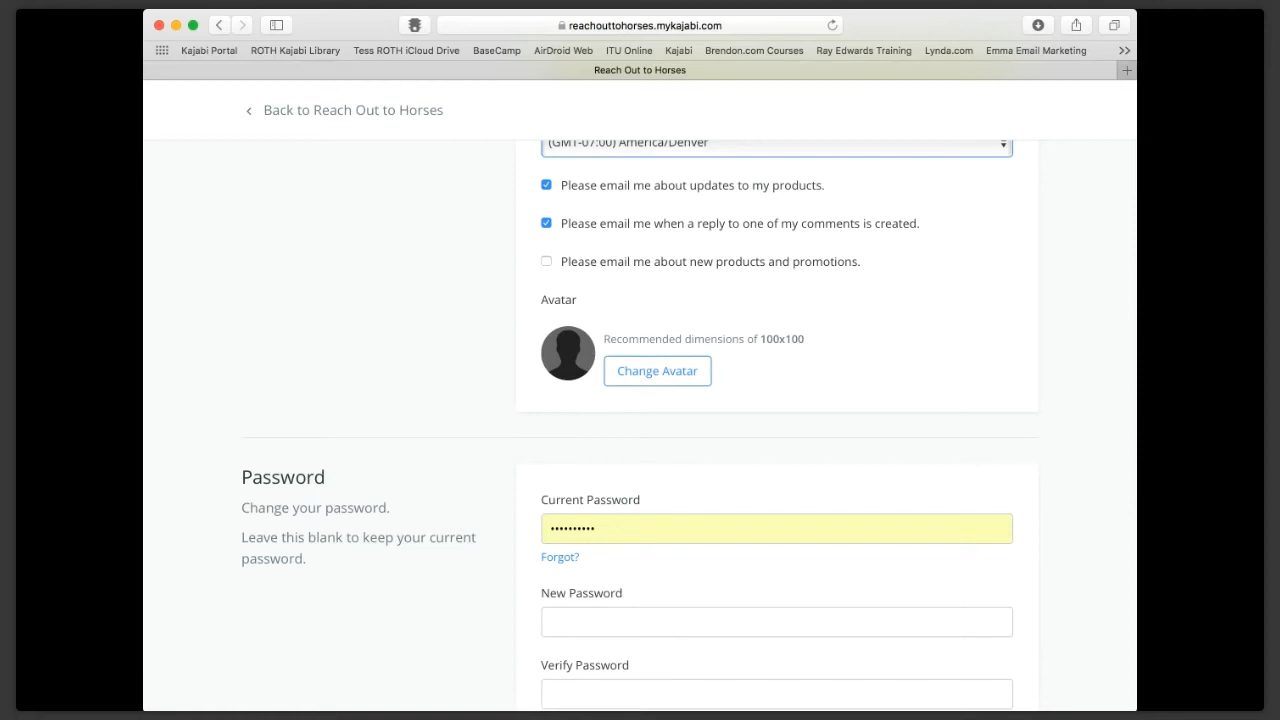 reachouttohorses.mykajabi.com
Kajabi Portal ROTH Kajabi Library Tess ROTH iCloud Drive BaseCamp AirDroid Web ITU Online Kajabi Brendon.com Courses Ray Edwards Training Lynda.com Emma Email Marketing
Reach Out to Horses
Back to Reach Out to Horses
(GMT-07:00) America/Denver
Please email me about updates to my products.
Please email me when a reply to one of my comments is created.
Please email me about new products and promotions.
Avatar
Recommended dimensions of 100x100
Change Avatar
Password
Change your password.
Leave this blank to keep your current
password.
Current Password
••••••••••
Forgot?
New Password
Verify Password